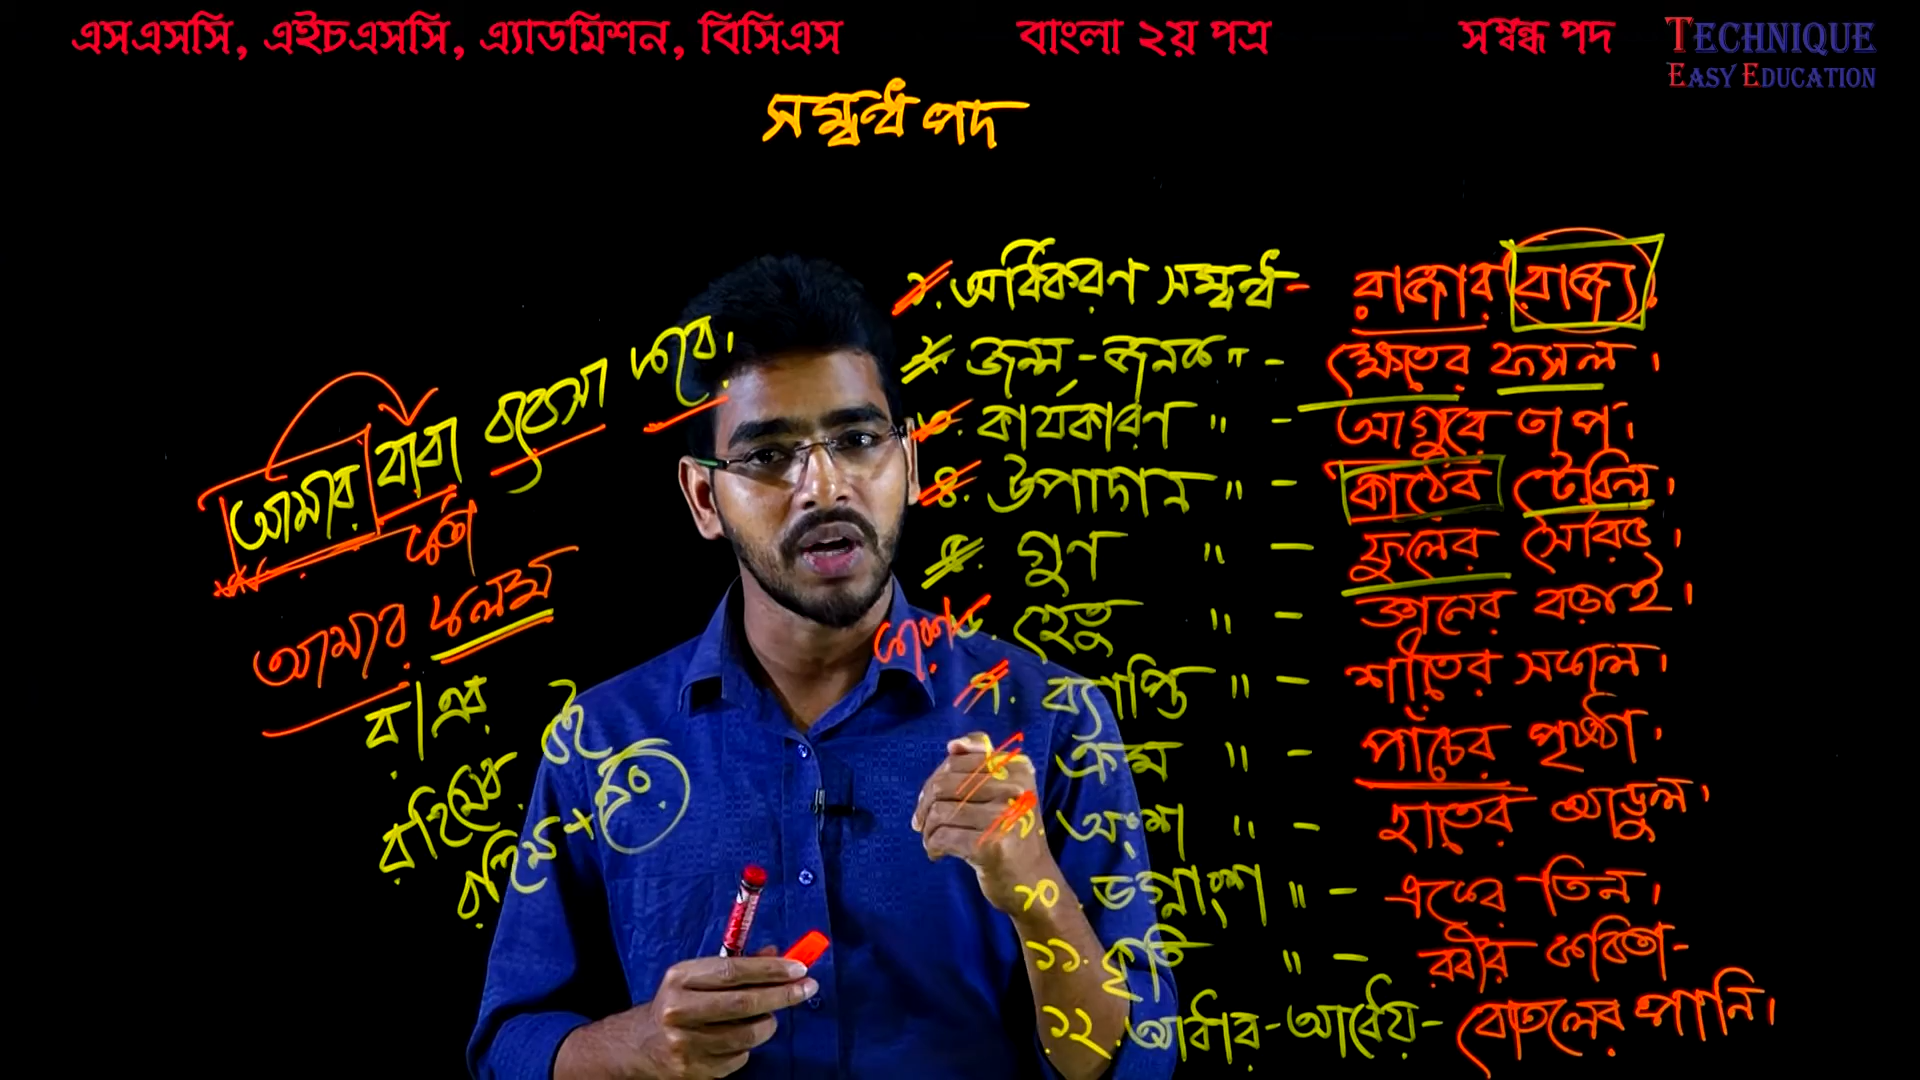 এসএসসি, এইচএসসি, এ্যাডমিশন, বিসিএস বাংলা ২য় পত্র সম্বন্ধ পদ TECHNIQUE
EASY EDUCATION
সম্বন্ধ পদ
আমার বাবা ব্যবসা করে।
কর্তা
আমার কলম
র/এর
রহিমের বই
রহিম+এর
১. অধিকরণ সম্বন্ধ - রাজার রাজ্য।
২. জন্ম-জনক " - ক্ষেতের ফসল।
৩. কার্যকারণ " - আগুরে তাপ।
৪. উপাদান " - কাঠের টেবিল।
৫. গুণ " - ফুলের সৌরভ।
৬. হেতু " - জ্ঞানের বড়াই।
৭. ব্যাপ্তি " - শীতের সকাল।
৮. ক্রম " - পাঁচের পৃষ্ঠা।
৯. অংশ " - হাতের আঙুল।
১০. ভগ্নাংশ " - একের তিন।
১১. কৃতি " - রবীর কবিতা-
১২. আধার-আধেয় - বোতলের পানি।